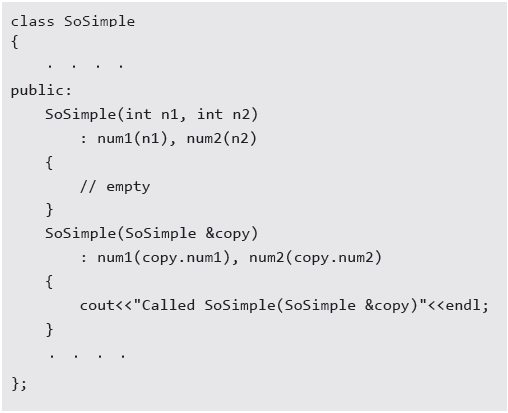 class SoSimple
{
. . . .
public:
SoSimple(int n1, int n2)
: num1(n1), num2(n2)
{
// empty
}
SoSimple(SoSimple &copy)
: num1(copy.num1), num2(copy.num2)
{
cout<<"Called SoSimple(SoSimple &copy)"<<endl;
}
. . . .
};